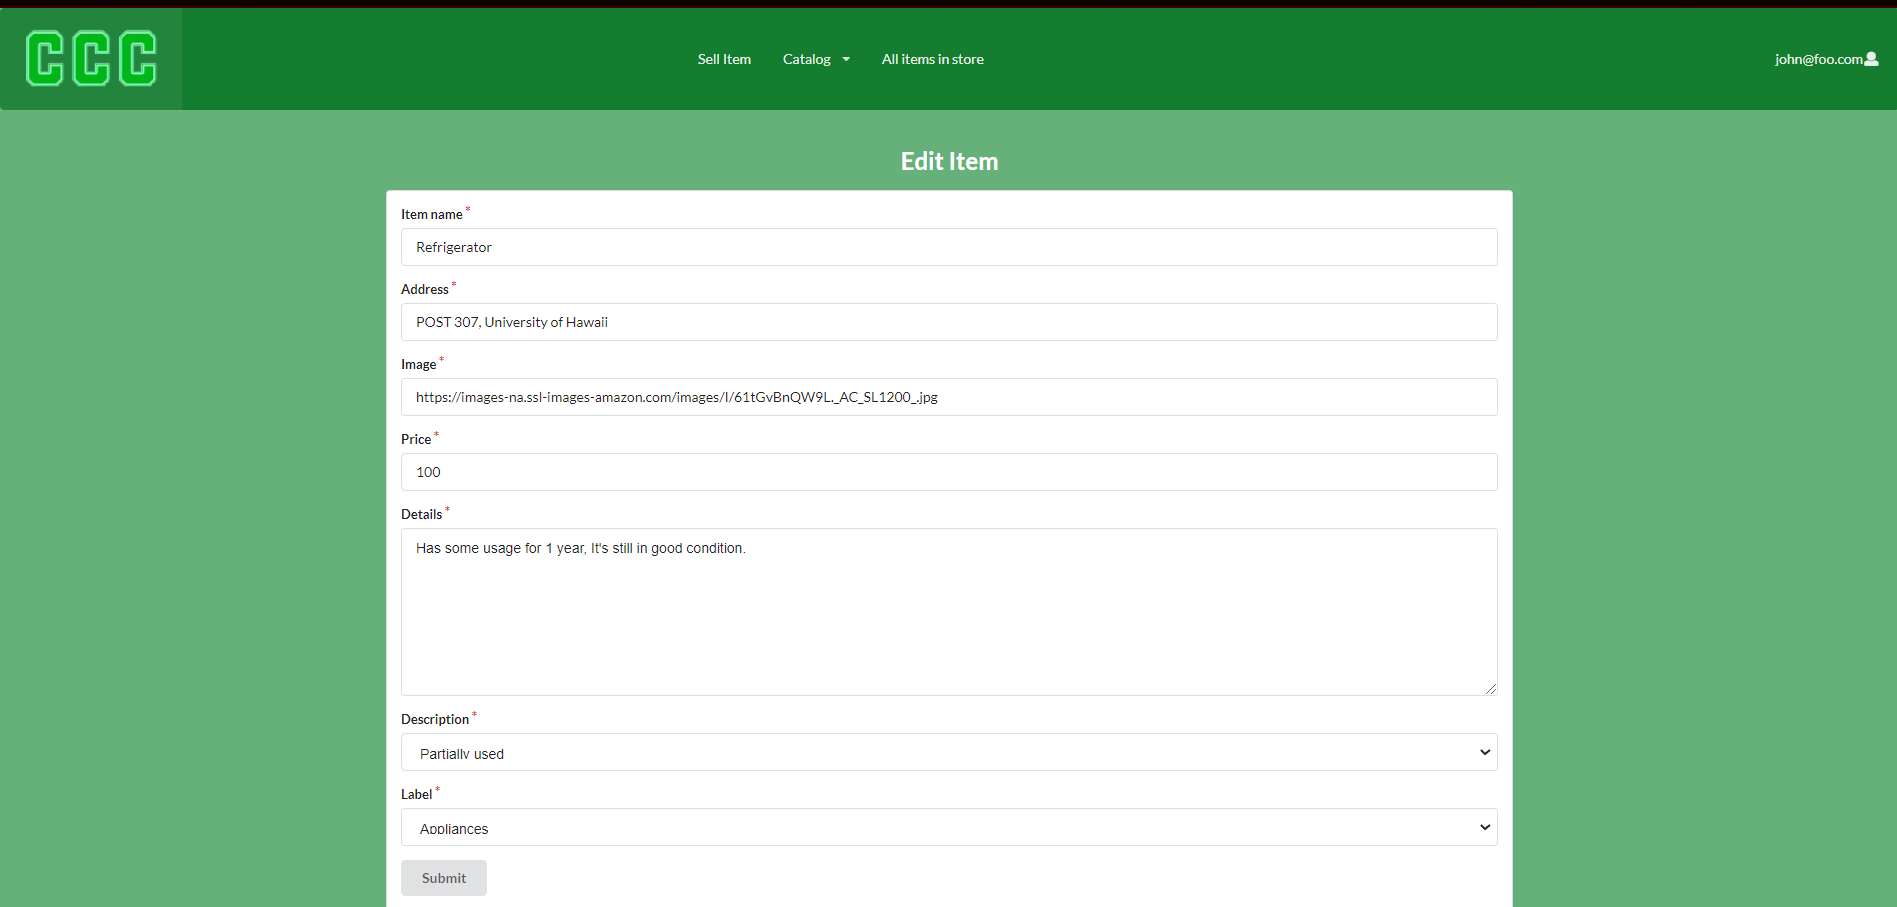 CCC
Sell Item
Catalog
All items in store
john@foo.com
Edit Item
Item name *
Refrigerator
Address *
POST 307, University of Hawaii
Image *
https://images-na.ssl-images-amazon.com/images/I/61tGvBnQW9L._AC_SL1200_.jpg
Price *
100
Details *
Has some usage for 1 year, It's still in good condition.
Description *
Partially used
Label *
Appliances
Submit